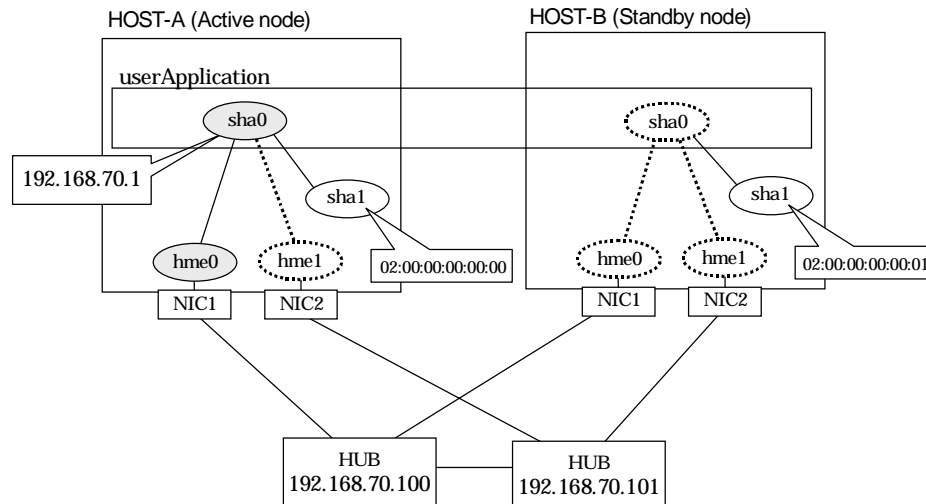 HOST-A (Active node)
HOST-B (Standby node)
userApplication
sha0
sha0
192.168.70.1
sha1
sha1
hme0
hme1
02:00:00:00:00:00
hme0
hme1
02:00:00:00:00:01
NIC1
NIC2
NIC1
NIC2
HUB
192.168.70.100
HUB
192.168.70.101